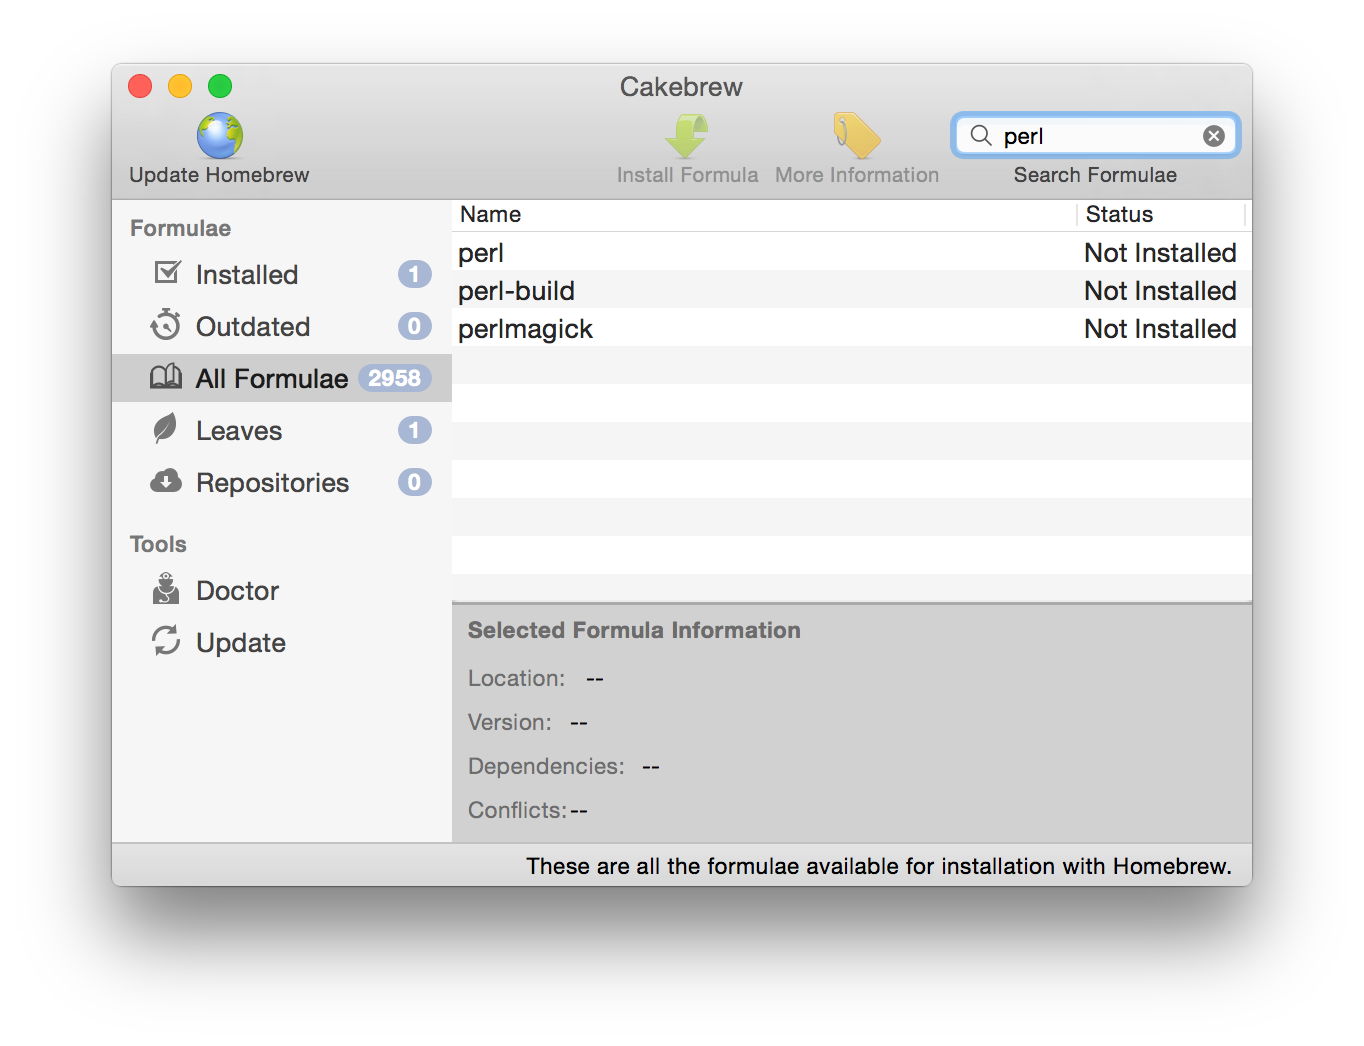 Cakebrew
Update Homebrew
Install Formula
More Information
perl
Search Formulae
Formulae
Installed 1
Outdated 0
All Formulae 2958
Leaves 1
Repositories 0
Tools
Doctor
Update
Name Status
perl Not Installed
perl-build Not Installed
perlmagick Not Installed
Selected Formula Information
Location: --
Version: --
Dependencies: --
Conflicts: --
These are all the formulae available for installation with Homebrew.